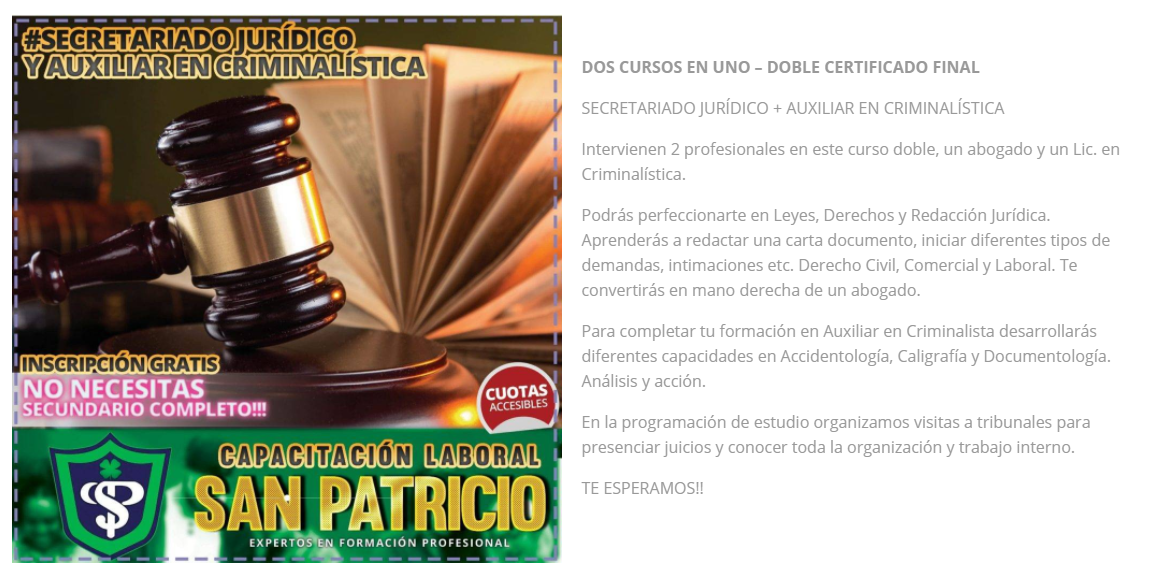 #SECRETARIADO JURÍDICO
Y AUXILIAR EN CRIMINALÍSTICA
INSCRIPCIÓN GRATIS
NO NECESITAS
SECUNDARIO COMPLETO!!!
CUOTAS
ACCESIBLES
CAPACITACIÓN LABORAL
SAN PATRICIO
EXPERTOS EN FORMACIÓN PROFESIONAL
SP
DOS CURSOS EN UNO – DOBLE CERTIFICADO FINAL
SECRETARIADO JURÍDICO + AUXILIAR EN CRIMINALÍSTICA
Intervienen 2 profesionales en este curso doble, un abogado y un Lic. en
Criminalística.
Podrás perfeccionarte en Leyes, Derechos y Redacción Jurídica.
Aprenderás a redactar una carta documento, iniciar diferentes tipos de
demandas, intimaciones etc. Derecho Civil, Comercial y Laboral. Te
convertirás en mano derecha de un abogado.
Para completar tu formación en Auxiliar en Criminalista desarrollarás
diferentes capacidades en Accidentología, Caligrafía y Documentología.
Análisis y acción.
En la programación de estudio organizamos visitas a tribunales para
presenciar juicios y conocer toda la organización y trabajo interno.
TE ESPERAMOS!!